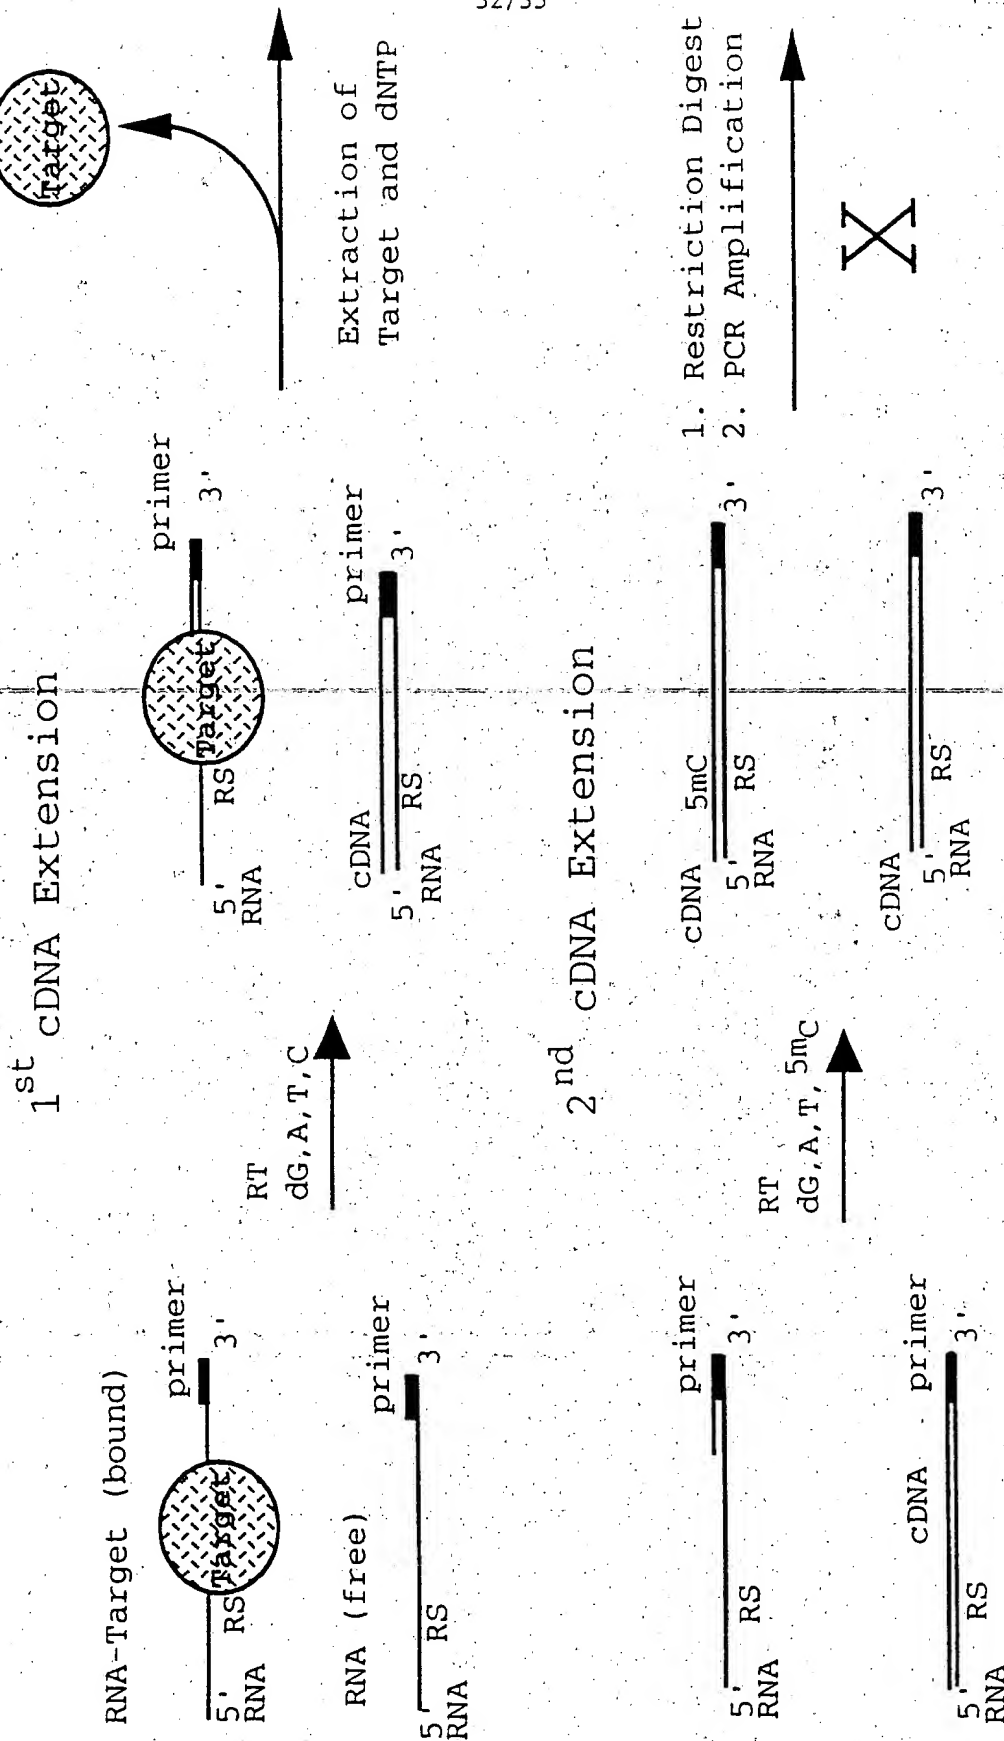 32/33
1st cDNA Extension
RNA-Target (bound)
primer
Target
RS
3'
5'
RNA
RNA (free)
primer
RS
3'
5'
RNA
RT
dG,A,T,C
primer
Target
RS
3'
5'
RNA
primer
cDNA
RS
3'
5'
RNA
Target
Extraction of
Target and dNTP
2nd cDNA Extension
primer
RS
3'
5'
RNA
cDNA primer
RS
3'
5'
RNA
RT
dG,A,T,5mC
cDNA 5mC
RS
3'
5'
RNA
cDNA
RS
3'
5'
RNA
1. Restriction Digest
2. PCR Amplification
X